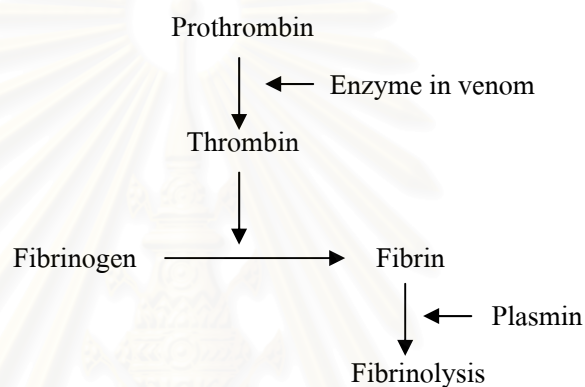 Prothrombin
Enzyme in venom
Thrombin
Fibrinogen
Fibrin
Plasmin
Fibrinolysis